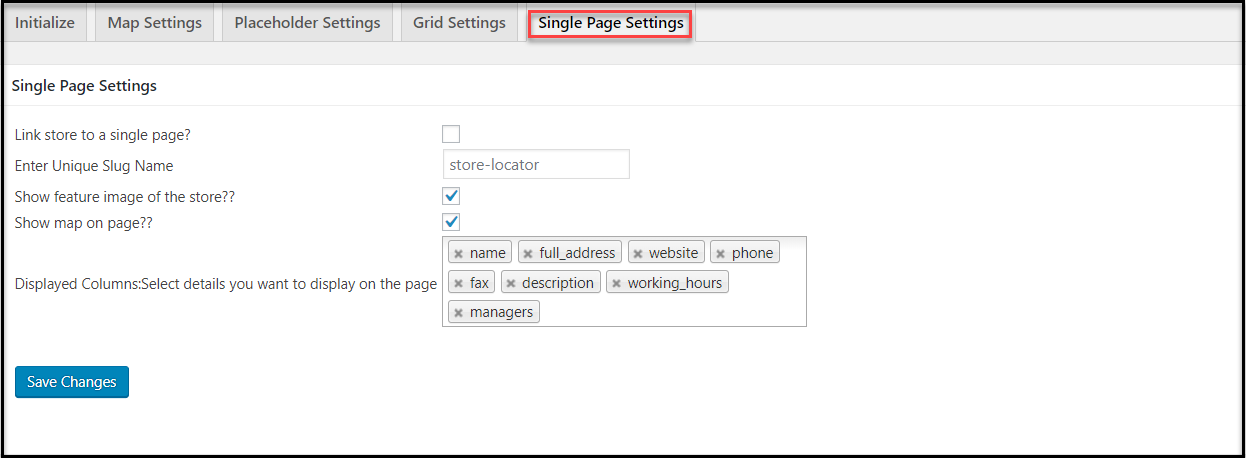 Initialize Map Settings Placeholder Settings Grid Settings Single Page Settings
Single Page Settings
Link store to a single page?
Enter Unique Slug Name store-locator
Show feature image of the store??
Show map on page??
× name × full_address × website × phone
Displayed Columns:Select details you want to display on the page × fax × description × working_hours
× managers
Save Changes